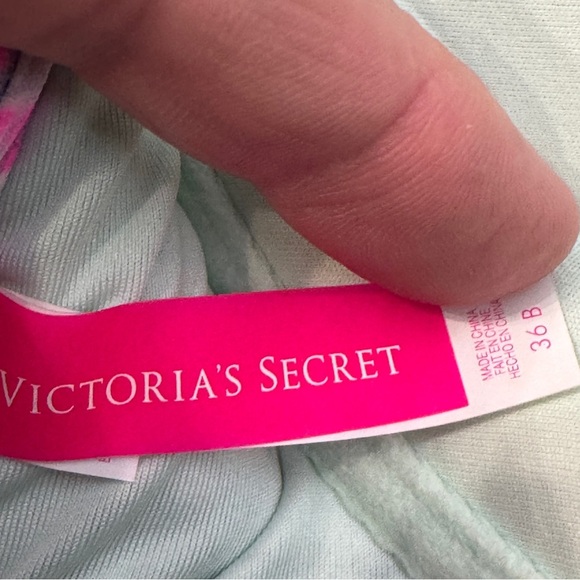 VICTORIA'S SECRET
MADE IN CHINA
FAIT EN CHINE
HECHO EN CHINA
36 B